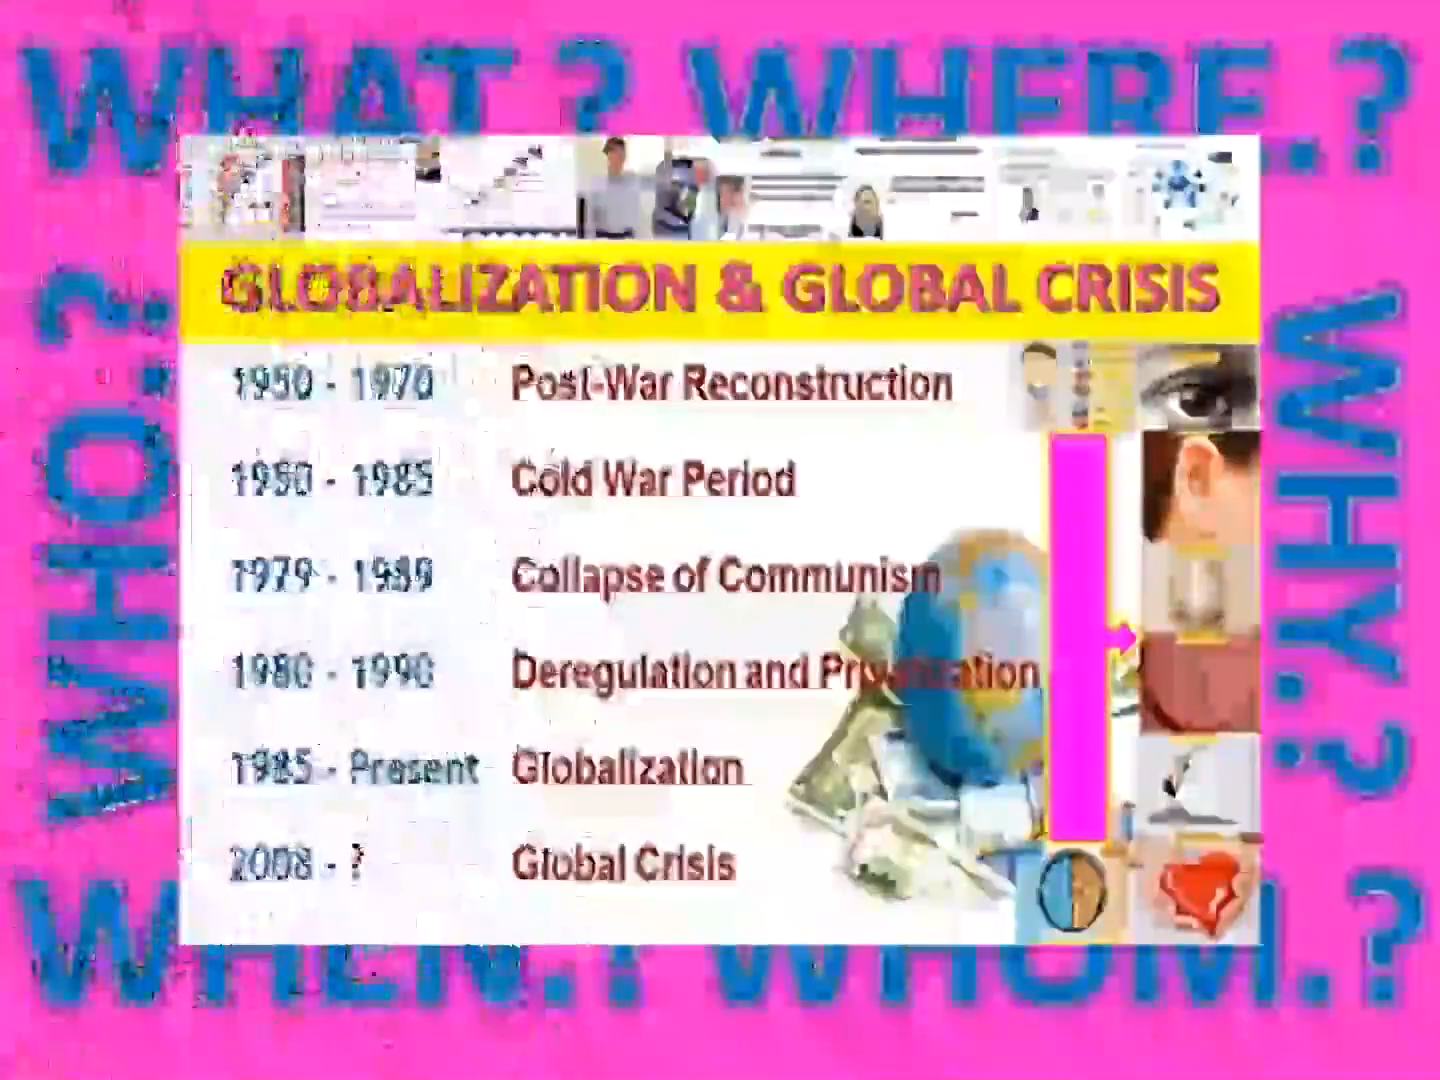 WHAT ? WHERE.?
WHO.?
WHY.?
GLOBALIZATION & GLOBAL CRISIS
1950 - 1970 Post-War Reconstruction
1950 - 1985 Cold War Period
1979 - 1989 Collapse of Communism
1980 - 1990 Deregulation and Privatization
1985 - Present Globalization
2008 - ? Global Crisis
WHEN.? WHOM.?